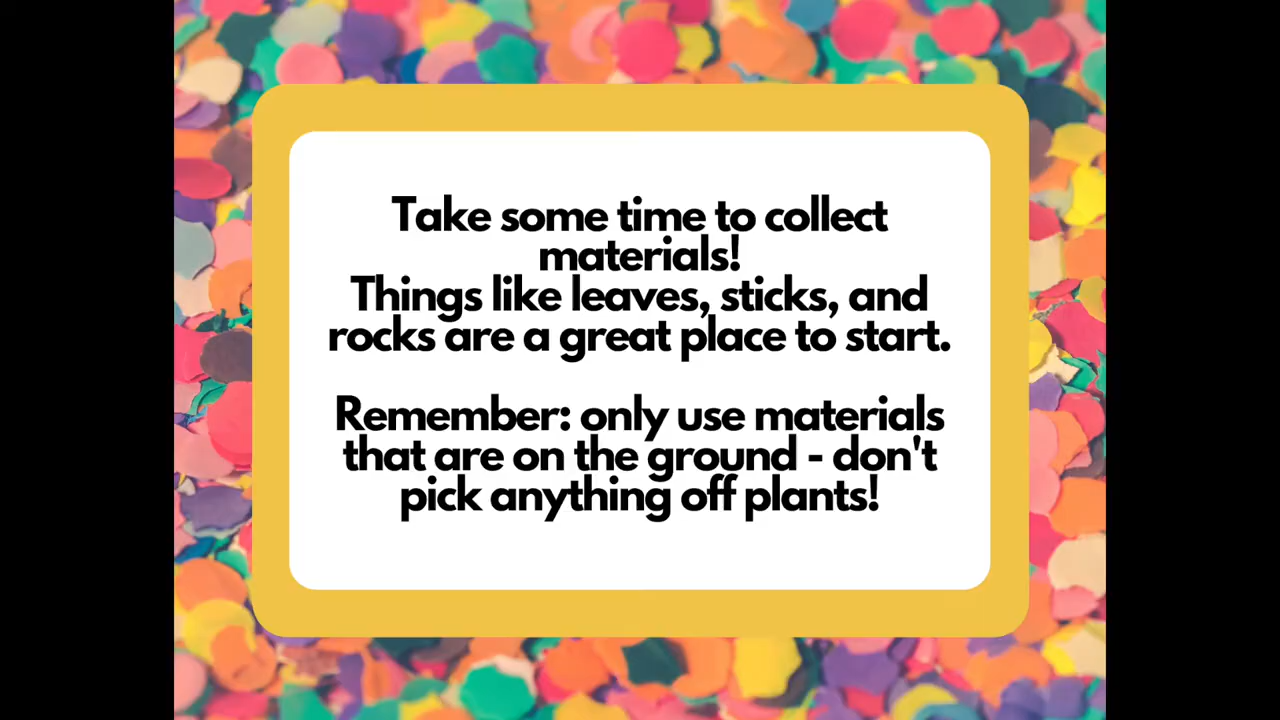 Take some time to collect
materials!
Things like leaves, sticks, and
rocks are a great place to start.
Remember: only use materials
that are on the ground - don't
pick anything off plants!